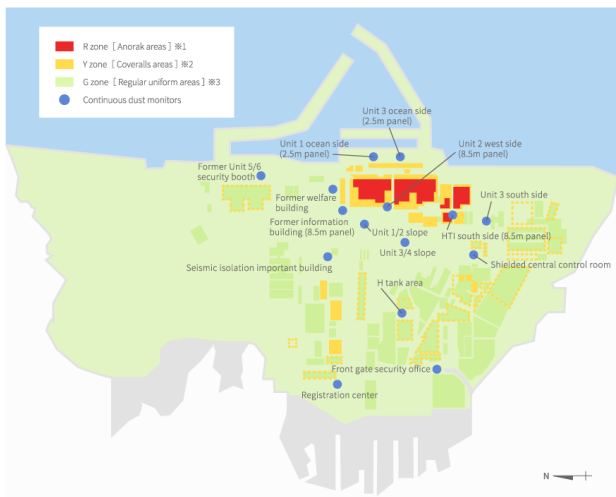 R zone [ Anorak areas ] ※1
Y zone [ Coveralls areas ] ※2
G zone [ Regular uniform areas ] ※3
Continuous dust monitors
Unit 3 ocean side
(2.5m panel)
Unit 1 ocean side
(2.5m panel)
Unit 2 west side
(8.5m panel)
Former Unit 5/6
security booth
Former welfare
building
Unit 3 south side
Former information
building (8.5m panel)
Unit 1/2 slope
HTI south side (8.5m panel)
Unit 3/4 slope
Seismic isolation important building
Shielded central control room
H tank area
Front gate security office
Registration center
N